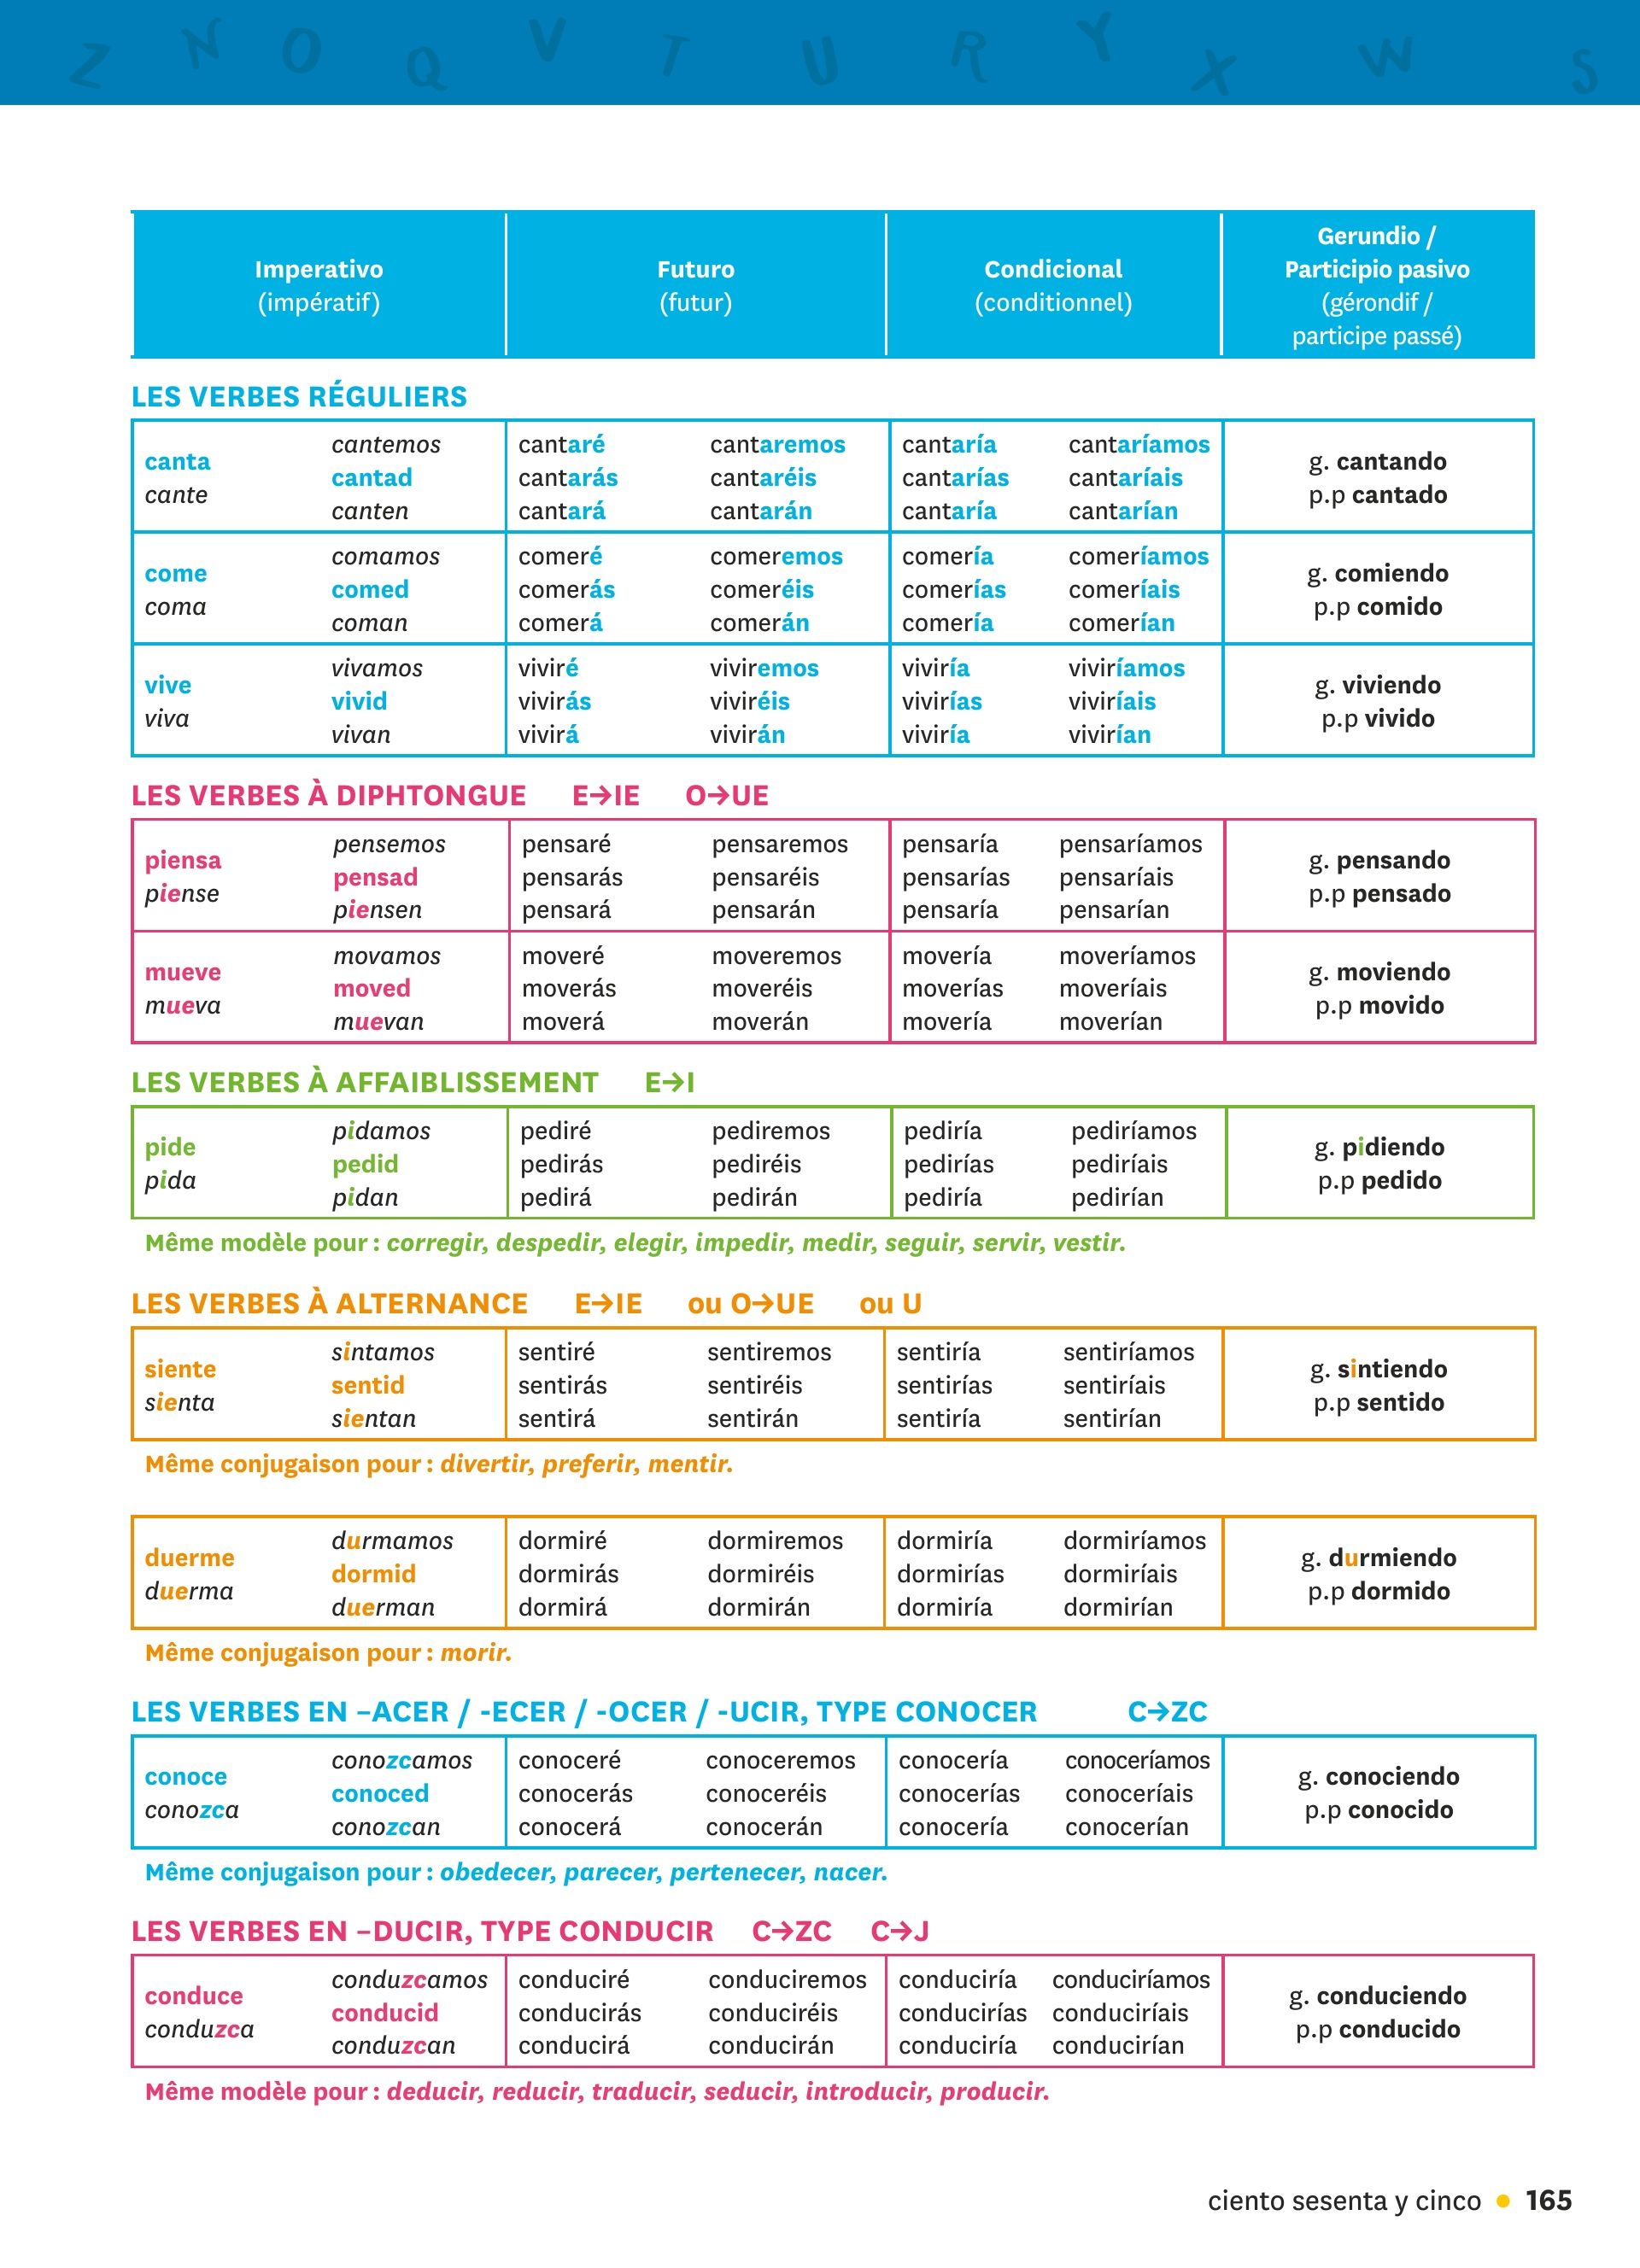 Z N O Q V T U R Y X W S
Imperativo
(impératif)
Futuro
(futur)
Condicional
(conditionnel)
Gerundio /
Participio pasivo
(gérondif /
participe passé)
LES VERBES RÉGULIERS
canta
cante
cantemos
cantad
canten
cantaré
cantarás
cantará
cantaremos
cantaréis
cantarán
cantaría
cantarías
cantaría
cantaríamos
cantaríais
cantarían
g. cantando
p.p cantado
come
coma
comamos
comed
coman
comeré
comerás
comerá
comeremos
comeréis
comerán
comería
comerías
comería
comeríamos
comeríais
comerían
g. comiendo
p.p comido
vive
viva
vivamos
vivid
vivan
viviré
vivirás
vivirá
viviremos
viviréis
vivirán
viviría
vivirías
viviría
viviríamos
viviríais
vivirían
g. viviendo
p.p vivido
LES VERBES À DIPHTONGUE E→IE O→UE
piensa
piense
pensemos
pensad
piensen
pensaré
pensarás
pensará
pensaremos
pensaréis
pensarán
pensaría
pensarías
pensaría
pensaríamos
pensaríais
pensarían
g. pensando
p.p pensado
mueve
mueva
movamos
moved
muevan
moveré
moverás
moverá
moveremos
moveréis
moverán
movería
moverías
movería
moveríamos
moveríais
moverían
g. moviendo
p.p movido
LES VERBES À AFFAIBLISSEMENT E→I
pide
pida
pidamos
pedid
pidan
pediré
pedirás
pedirá
pediremos
pediréis
pedirán
pediría
pedirías
pediría
pediríamos
pediríais
pedirían
g. pidiendo
p.p pedido
Même modèle pour : corregir, despedir, elegir, impedir, medir, seguir, servir, vestir.
LES VERBES À ALTERNANCE E→IE ou O→UE ou U
siente
sienta
sintamos
sentid
sientan
sentiré
sentirás
sentirá
sentiremos
sentiréis
sentirán
sentiría
sentirías
sentiría
sentiríamos
sentiríais
sentirían
g. sintiendo
p.p sentido
Même conjugaison pour : divertir, preferir, mentir.
duerme
duerma
durmamos
dormid
duerman
dormiré
dormirás
dormirá
dormiremos
dormiréis
dormirán
dormiría
dormirías
dormiría
dormiríamos
dormiríais
dormirían
g. durmiendo
p.p dormido
Même conjugaison pour : morir.
LES VERBES EN –ACER / -ECER / -OCER / -UCIR, TYPE CONOCER C→ZC
conoce
conozca
conozcamos
conoced
conozcan
conoceré
conocerás
conocerá
conoceremos
conoceréis
conocerán
conocería
conocerías
conocería
conoceríamos
conoceríais
conocerían
g. conociendo
p.p conocido
Même conjugaison pour : obedecer, parecer, pertenecer, nacer.
LES VERBES EN –DUCIR, TYPE CONDUCIR C→ZC C→J
conduce
conduzca
conduzcamos
conducid
conduzcan
conduciré
conducirás
conducirá
conduciremos
conduciréis
conducirán
conduciría
conducirías
conduciría
conduciríamos
conduciríais
conducirían
g. conduciendo
p.p conducido
Même modèle pour : deducir, reducir, traducir, seducir, introducir, producir.
ciento sesenta y cinco • 165